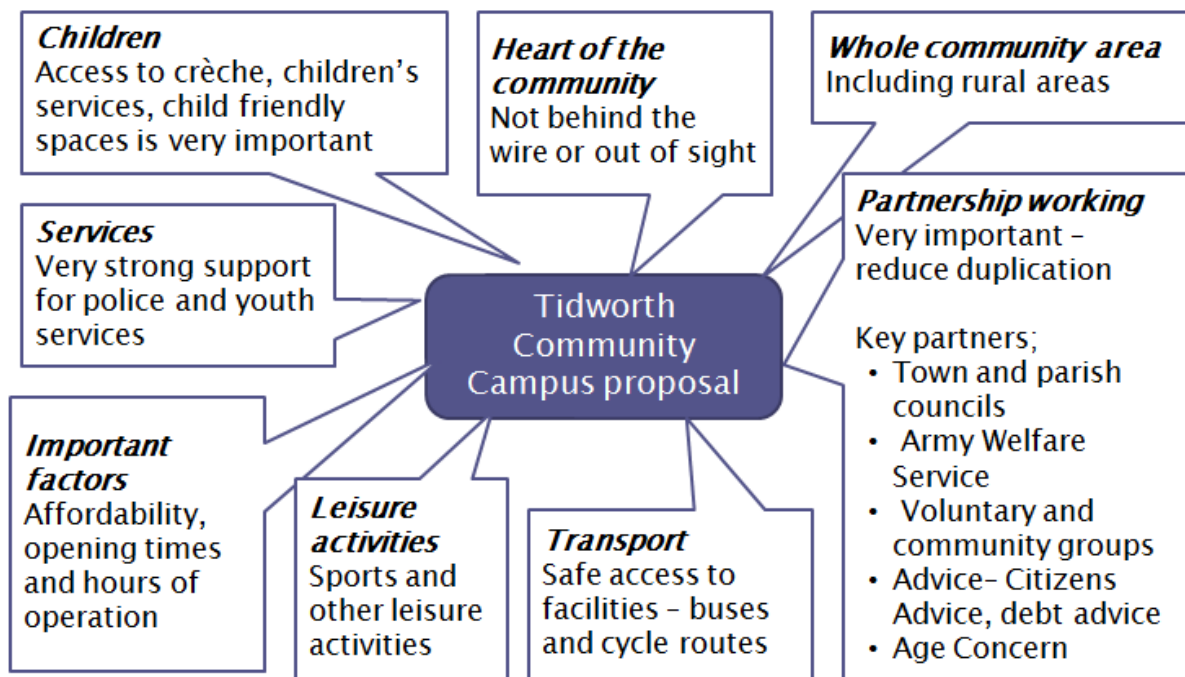 Children
Access to crèche, children's
services, child friendly
spaces is very important
Heart of the
community
Not behind the
wire or out of sight
Whole community area
Including rural areas
Services
Very strong support
for police and youth
services
Tidworth
Community
Campus proposal
Partnership working
Very important –
reduce duplication
Key partners;
• Town and parish
councils
• Army Welfare
Service
• Voluntary and
community groups
• Advice– Citizens
Advice, debt advice
• Age Concern
Important
factors
Affordability,
opening times
and hours of
operation
Leisure
activities
Sports and
other leisure
activities
Transport
Safe access to
facilities – buses
and cycle routes